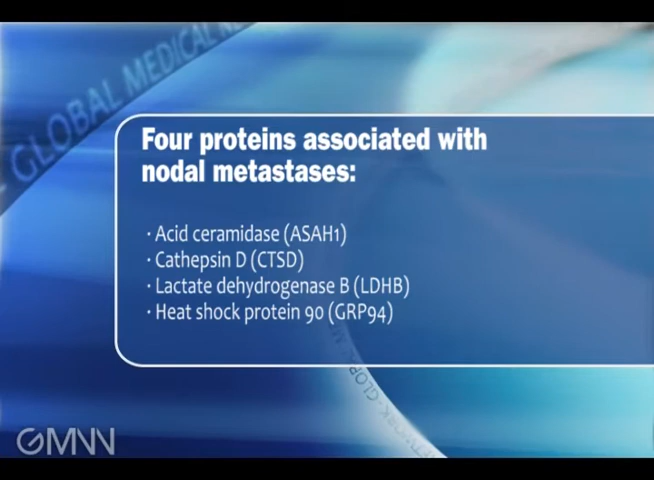 GLOBAL MEDICAL NE
Four proteins associated with
nodal metastases:
· Acid ceramidase (ASAH1)
· Cathepsin D (CTSD)
· Lactate dehydrogenase B (LDHB)
· Heat shock protein 90 (GRP94)
GMNN